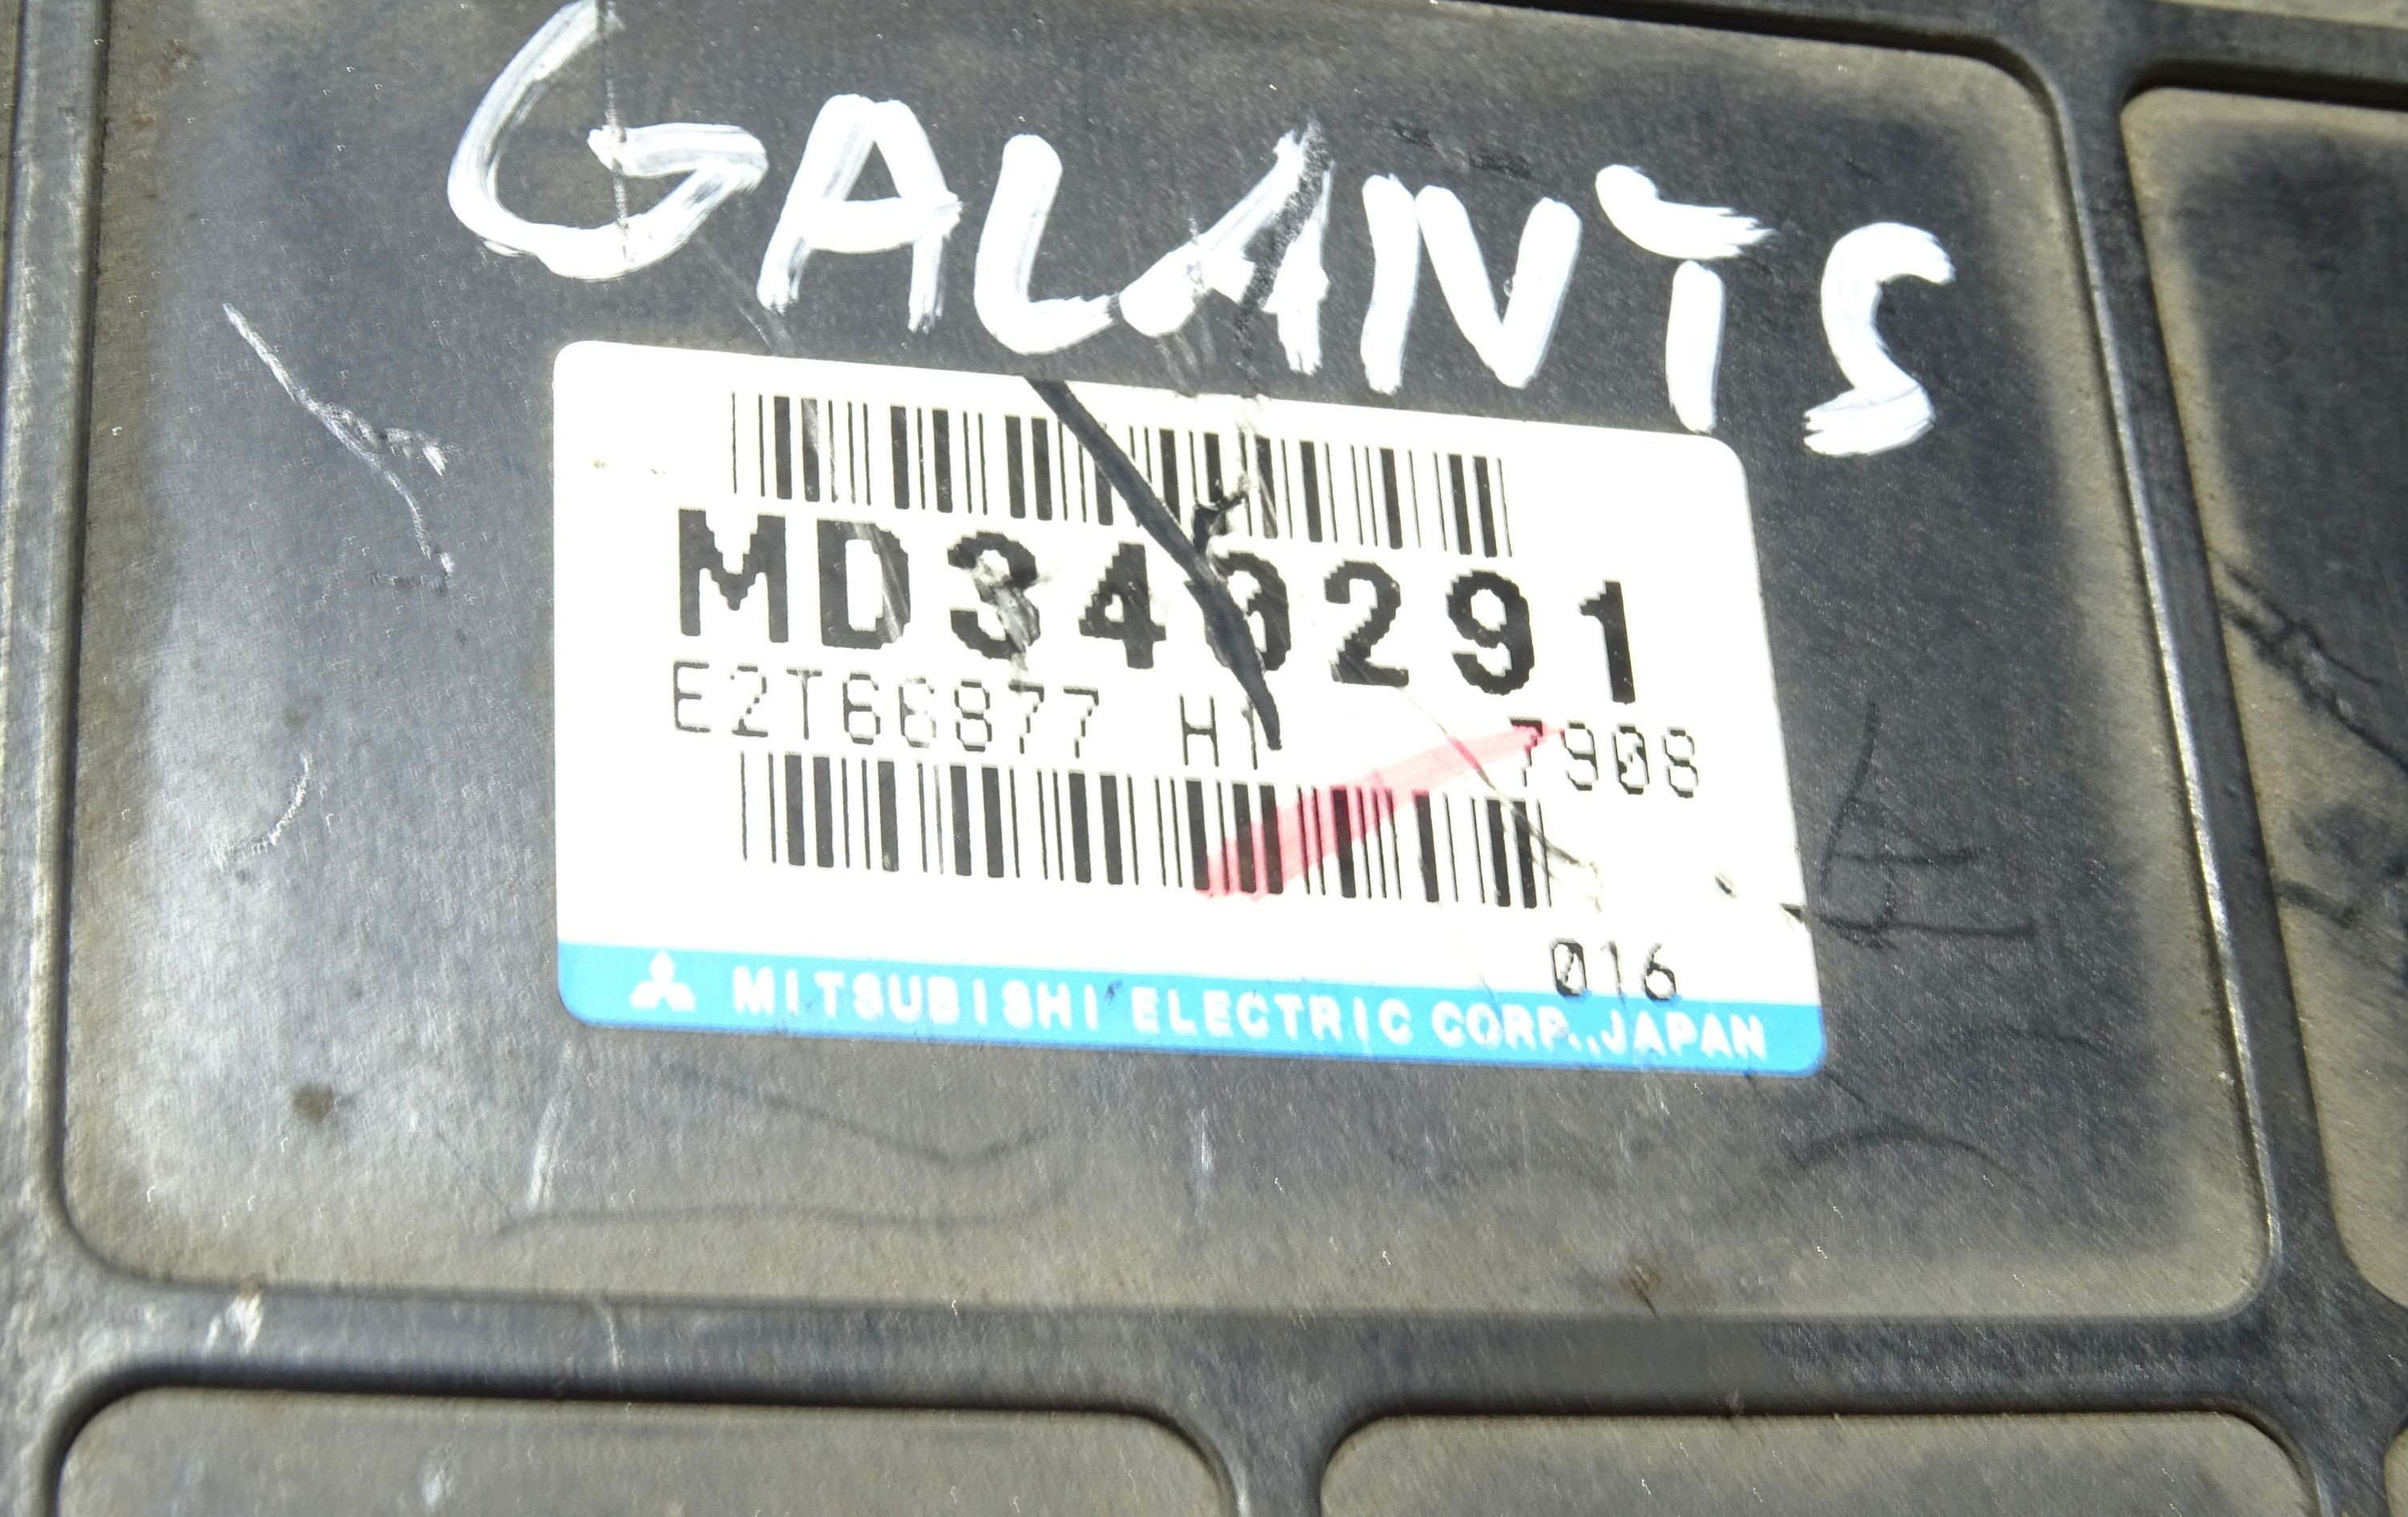 GALANTS
MD340291
E2T66877 H1 7908
016
MITSUBISHI ELECTRIC CORP.,JAPAN